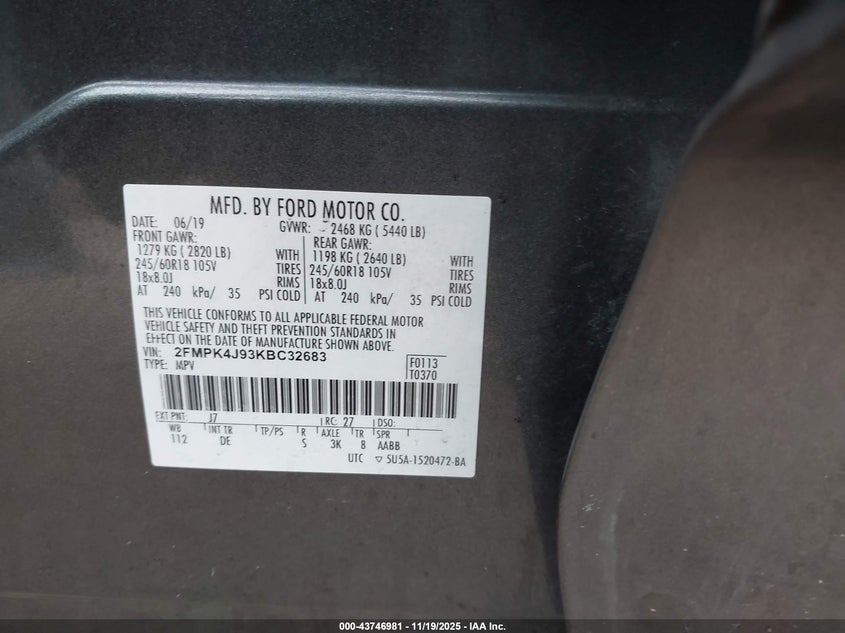 MFD. BY FORD MOTOR CO.
DATE: 06/19 GVWR: 2468 KG ( 5440 LB)
FRONT GAWR: REAR GAWR:
1279 KG ( 2820 LB) WITH 1198 KG ( 2640 LB) WITH
245/60R18 105V TIRES 245/60R18 105V TIRES
18x8.0J RIMS 18x8.0J RIMS
AT 240 kPa/ 35 PSI COLD AT 240 kPa/ 35 PSI COLD
THIS VEHICLE CONFORMS TO ALL APPLICABLE FEDERAL MOTOR
VEHICLE SAFETY AND THEFT PREVENTION STANDARDS IN
EFFECT ON THE DATE OF MANUFACTURE SHOWN ABOVE.
VIN: 2FMPK4J93KBC32683 F0113
TYPE: MPV T0370
EXT PNT: J7 RC: 27 DSO:
WB INT TR TP/PS R AXLE TR SPR
112 DE S 3K 8 AABB
UTC ▽ 5U5A-1520472-BA
000-43746981 - 11/19/2025 - IAA Inc.